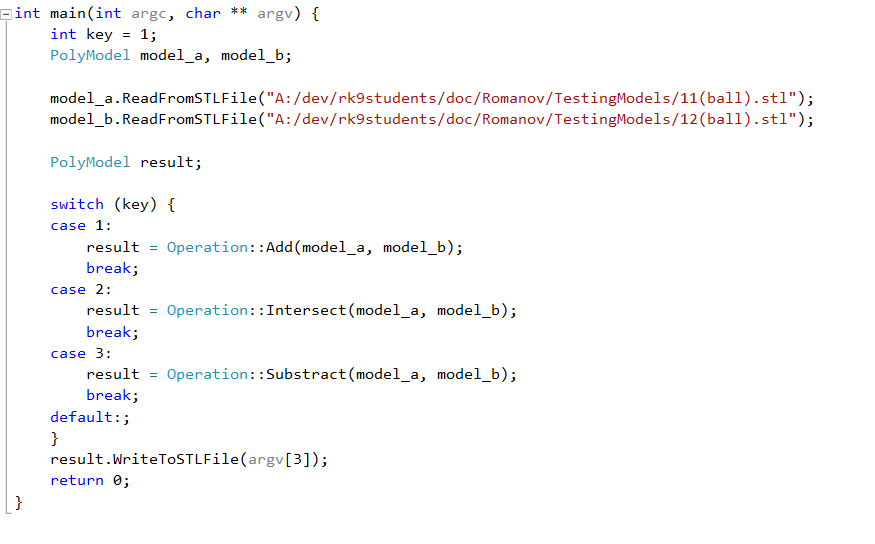 int main(int argc, char ** argv) {
    int key = 1;
    PolyModel model_a, model_b;

    model_a.ReadFromSTLFile("A:/dev/rk9students/doc/Romanov/TestingModels/11(ball).stl");
    model_b.ReadFromSTLFile("A:/dev/rk9students/doc/Romanov/TestingModels/12(ball).stl");

    PolyModel result;

    switch (key) {
    case 1:
        result = Operation::Add(model_a, model_b);
        break;
    case 2:
        result = Operation::Intersect(model_a, model_b);
        break;
    case 3:
        result = Operation::Substract(model_a, model_b);
        break;
    default:;
    }
    result.WriteToSTLFile(argv[3]);
    return 0;
}